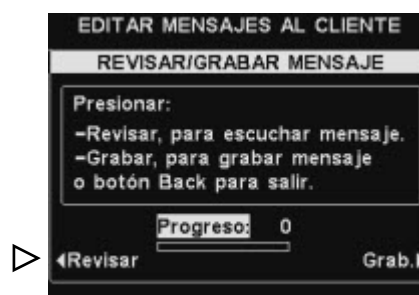 EDITAR MENSAJES AL CLIENTE
REVISAR/GRABAR MENSAJE
Presionar:
-Revisar, para escuchar mensaje.
-Grabar, para grabar mensaje
o botón Back para salir.
Progreso: 0
Revisar Grab.